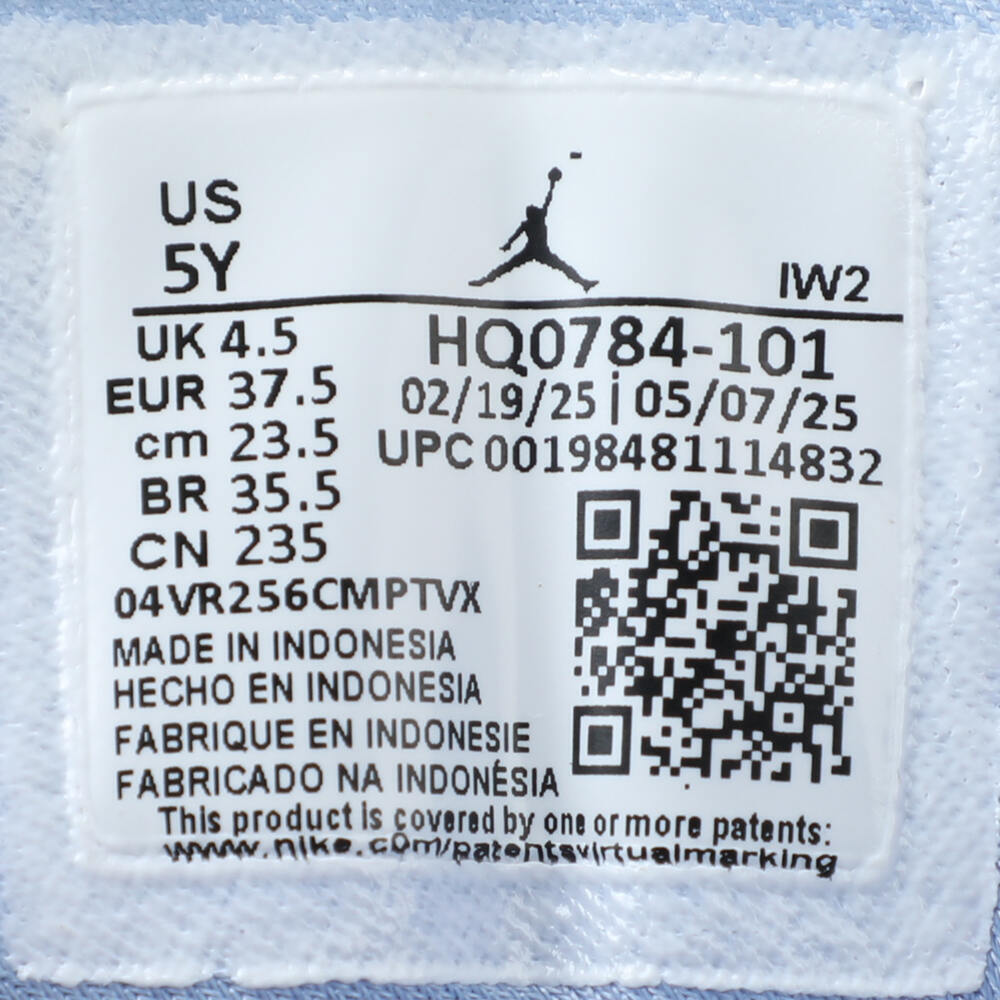 US
5Y
IW2
UK 4.5
EUR 37.5
cm 23.5
BR 35.5
CN 235
HQ0784-101
02/19/25 | 05/07/25
UPC 00198481114832
04VR256CMPTVX
MADE IN INDONESIA
HECHO EN INDONESIA
FABRIQUE EN INDONESIE
FABRICADO NA INDONÉSIA
This product is covered by one or more patents:
www.nike.com/patentsvirtualmarking